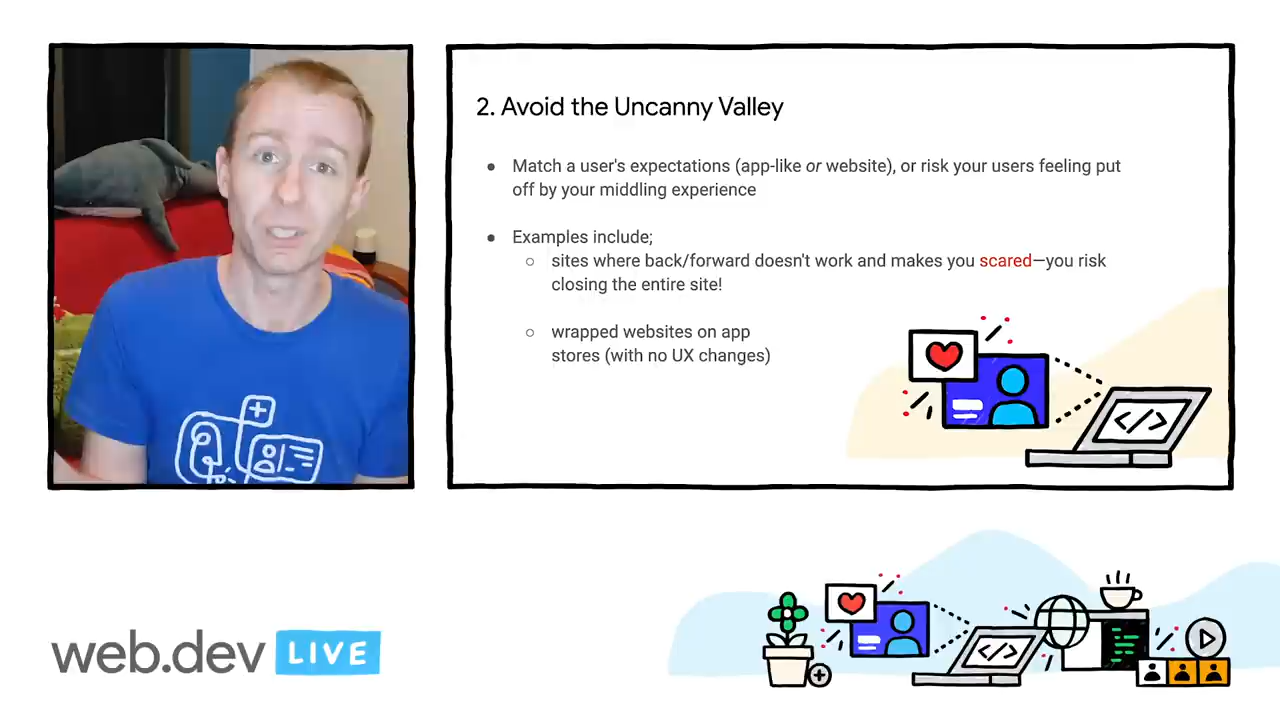 2. Avoid the Uncanny Valley
● Match a user's expectations (app-like or website), or risk your users feeling put
off by your middling experience
● Examples include;
○ sites where back/forward doesn't work and makes you scared—you risk
closing the entire site!
○ wrapped websites on app
stores (with no UX changes)
</>
web.dev LIVE
</>